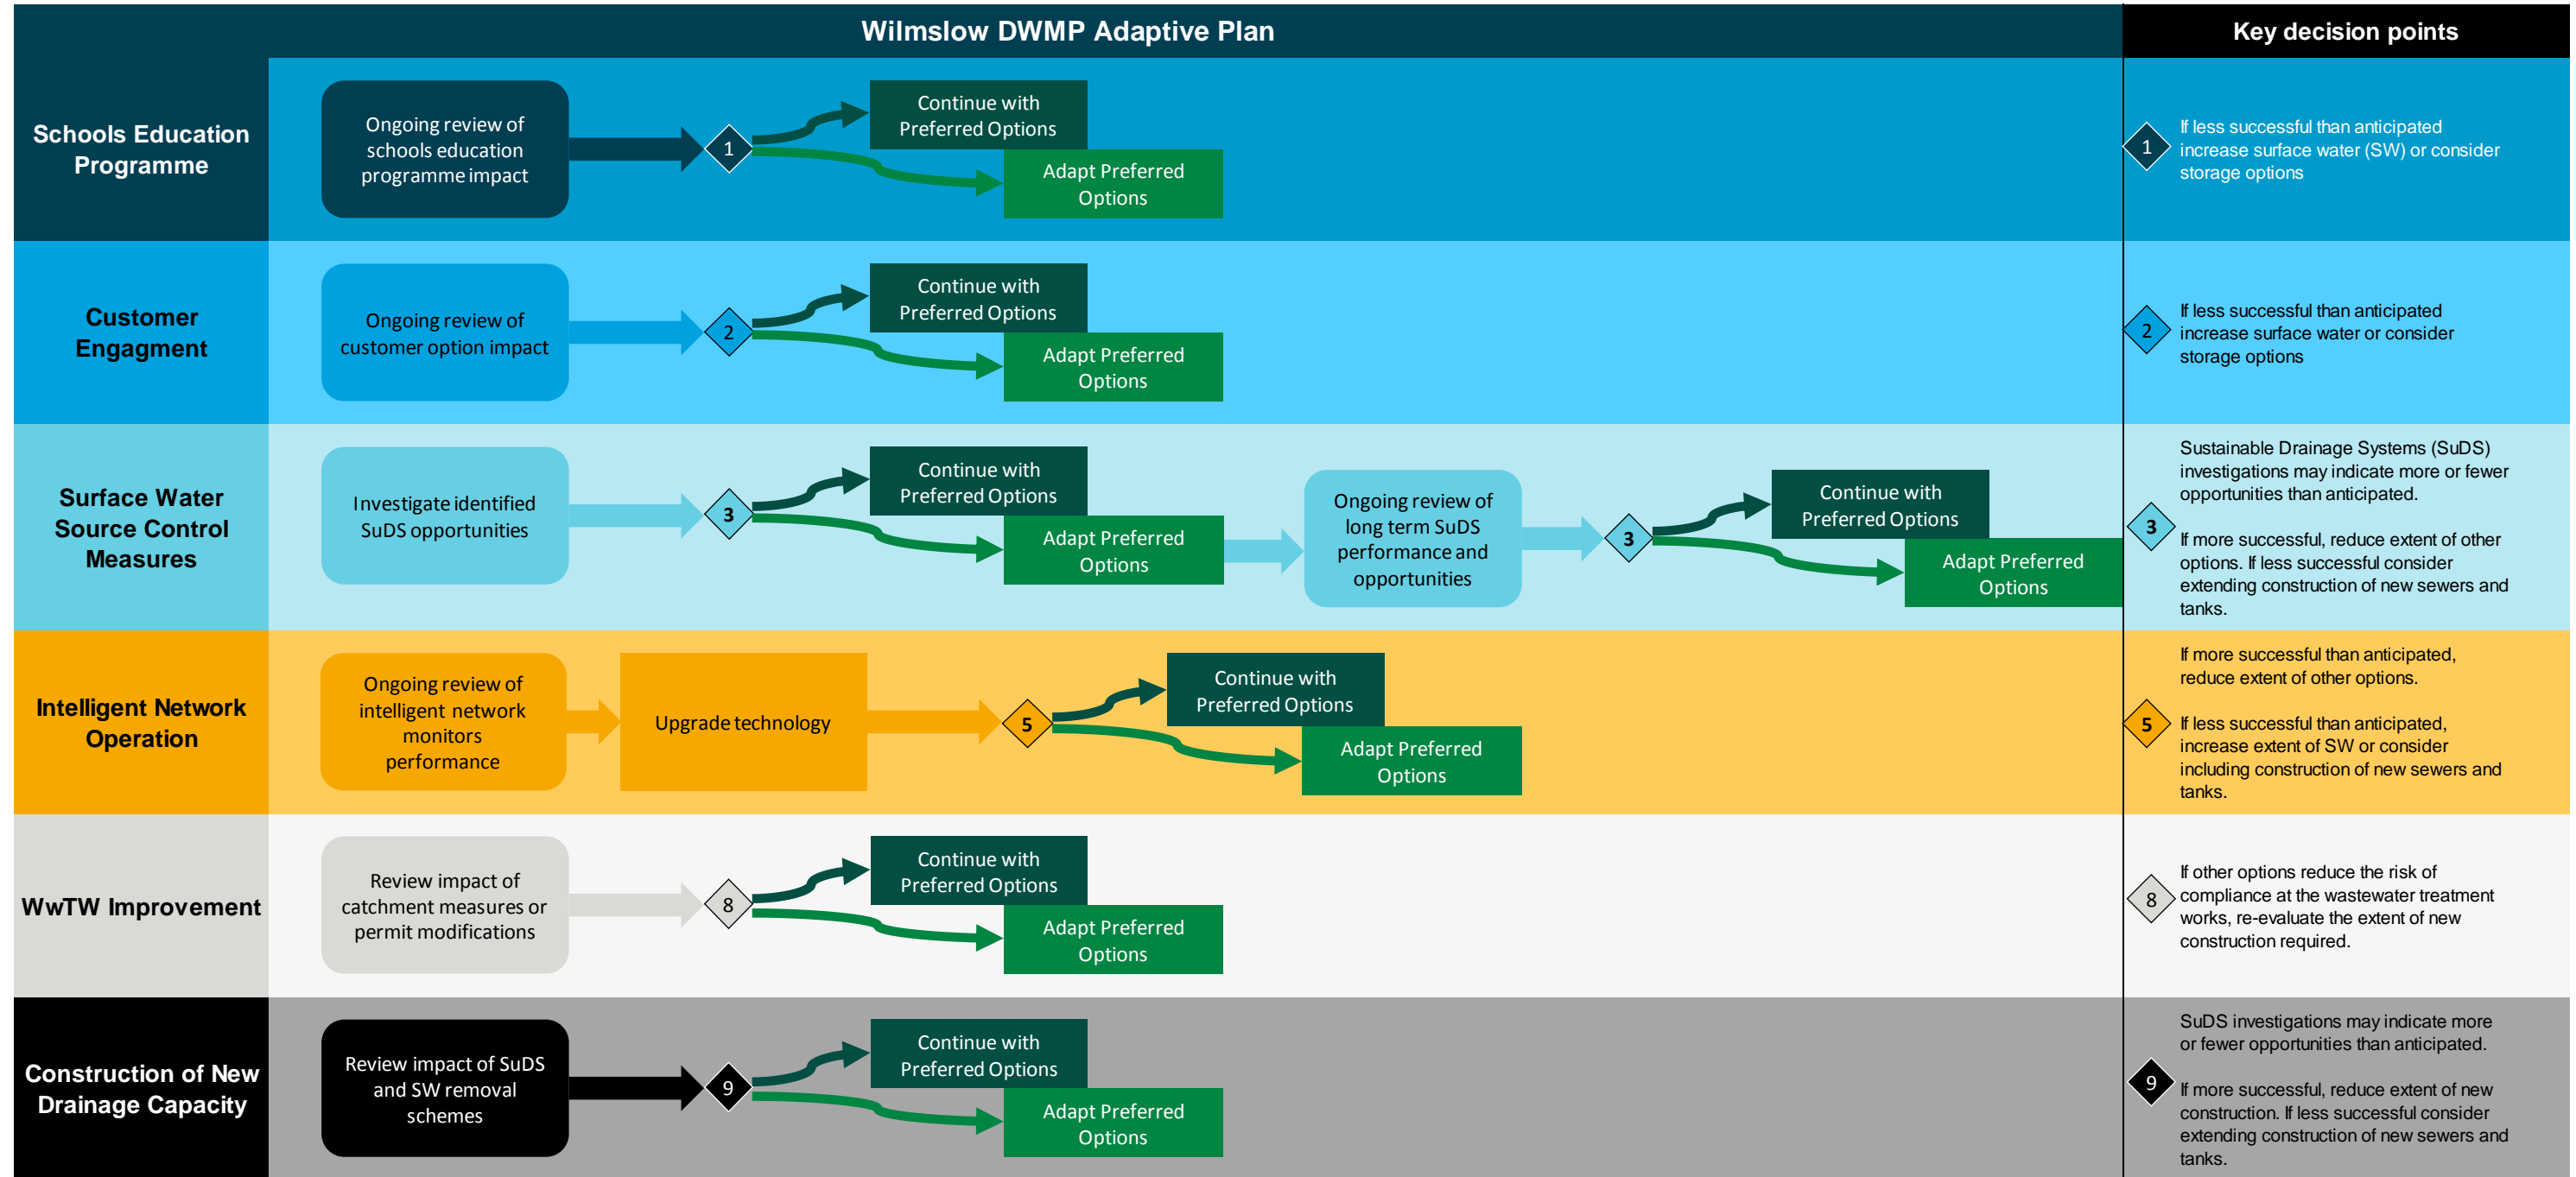 Wilmslow DWMP Adaptive Plan
Key decision points
Schools Education
Programme
Ongoing review of
schools education
programme impact
1
Continue with
Preferred Options
Adapt Preferred
Options
1
If less successful than anticipated
increase surface water (SW) or consider
storage options
Customer
Engagment
Ongoing review of
customer option impact
2
Continue with
Preferred Options
Adapt Preferred
Options
2
If less successful than anticipated
increase surface water or consider
storage options
Surface Water
Source Control
Measures
Investigate identified
SuDS opportunities
3
Continue with
Preferred Options
Adapt Preferred
Options
Ongoing review of
long term SuDS
performance and
opportunities
3
Continue with
Preferred Options
Adapt Preferred
Options
3
Sustainable Drainage Systems (SuDS)
investigations may indicate more or fewer
opportunities than anticipated.
If more successful, reduce extent of other
options. If less successful consider
extending construction of new sewers and
tanks.
Intelligent Network
Operation
Ongoing review of
intelligent network
monitors
performance
Upgrade technology
5
Continue with
Preferred Options
Adapt Preferred
Options
5
If more successful than anticipated,
reduce extent of other options.
If less successful than anticipated,
increase extent of SW or consider
including construction of new sewers and
tanks.
WwTW Improvement
Review impact of
catchment measures or
permit modifications
8
Continue with
Preferred Options
Adapt Preferred
Options
8
If other options reduce the risk of
compliance at the wastewater treatment
works, re-evaluate the extent of new
construction required.
Construction of New
Drainage Capacity
Review impact of SuDS
and SW removal
schemes
9
Continue with
Preferred Options
Adapt Preferred
Options
9
SuDS investigations may indicate more
or fewer opportunities than anticipated.
If more successful, reduce extent of new
construction. If less successful consider
extending construction of new sewers and
tanks.